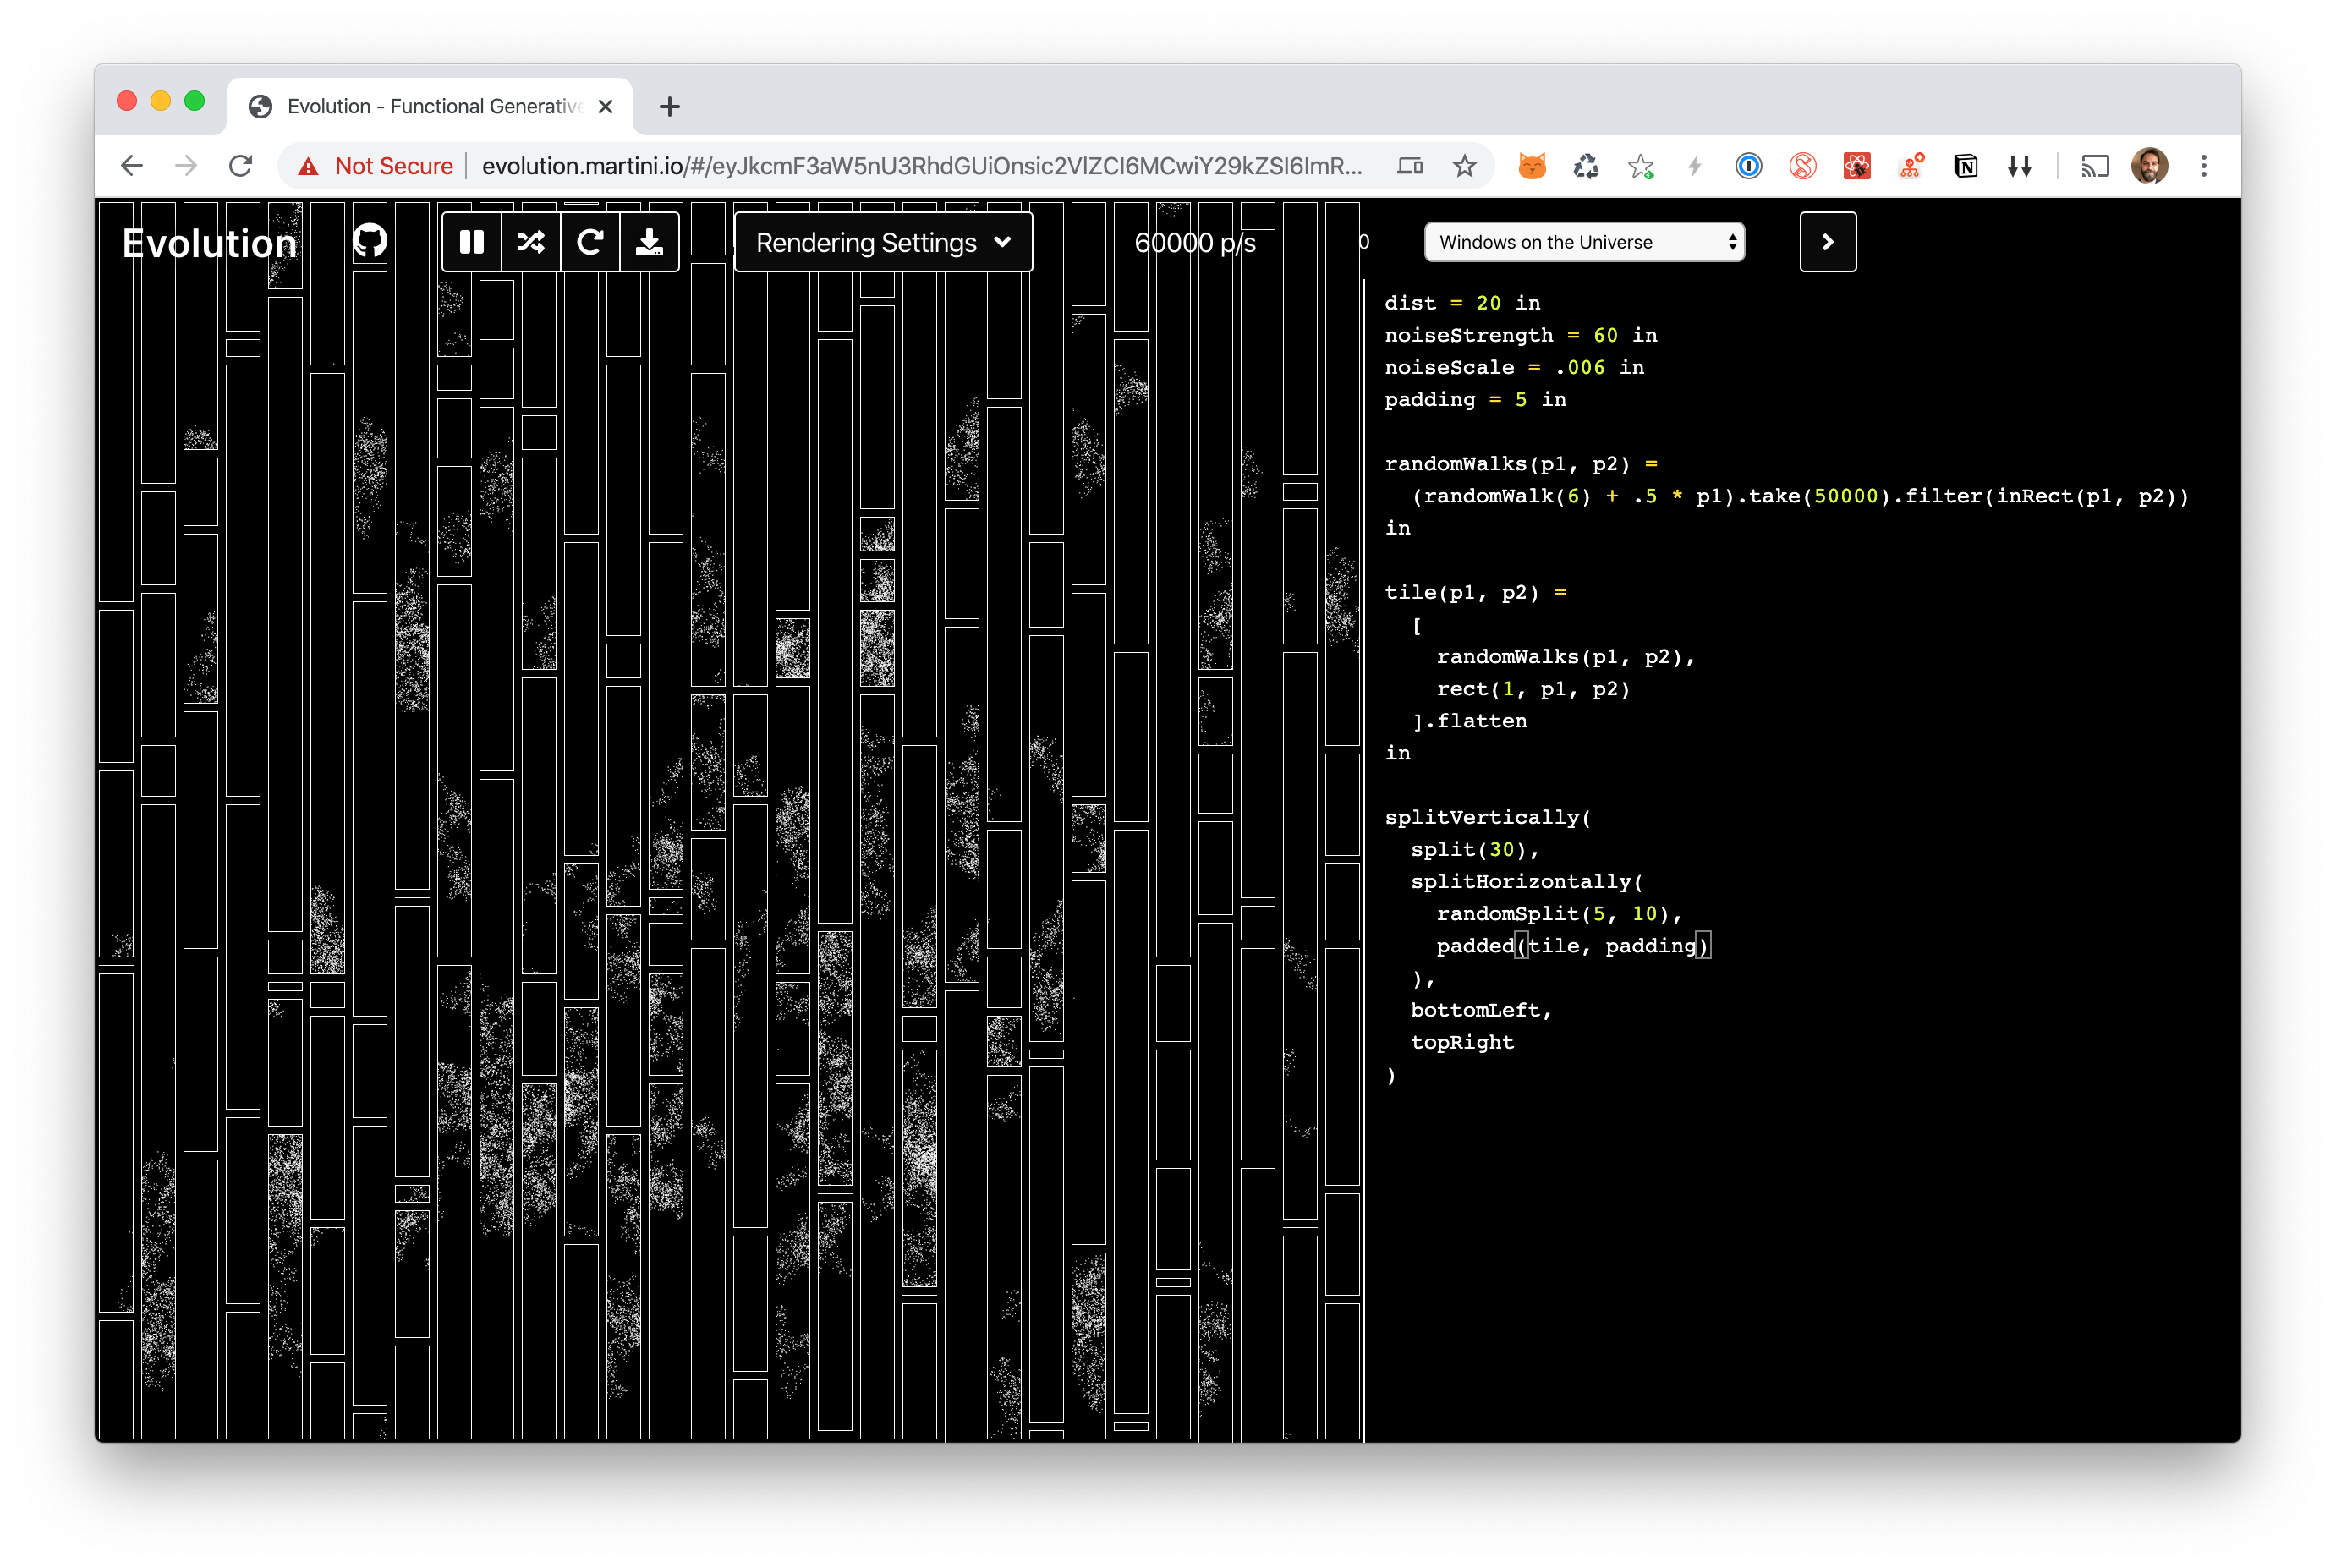 Evolution - Functional Generative
Not Secure evolution.martini.io/#/eyJkcmF3aW5nU3RhdGUiOnsic2VlZCI6MCwiY29kZSI6ImR...
Evolution
Rendering Settings
60000 p/s
0
Windows on the Universe
dist = 20 in
noiseStrength = 60 in
noiseScale = .006 in
padding = 5 in
randomWalks(p1, p2) =
(randomWalk(6) + .5 * p1).take(50000).filter(inRect(p1, p2))
in
tile(p1, p2) =
[
randomWalks(p1, p2),
rect(1, p1, p2)
].flatten
in
splitVertically(
split(30),
splitHorizontally(
randomSplit(5, 10),
padded(tile, padding)
),
bottomLeft,
topRight
)